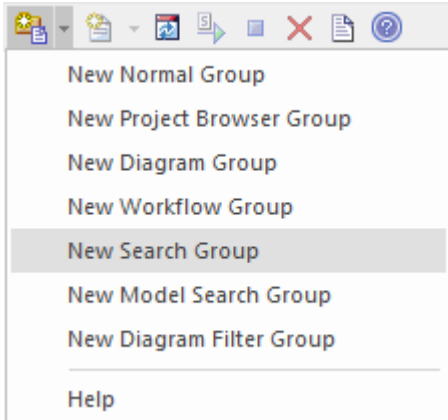 S
New Normal Group
New Project Browser Group
New Diagram Group
New Workflow Group
New Search Group
New Model Search Group
New Diagram Filter Group
Help